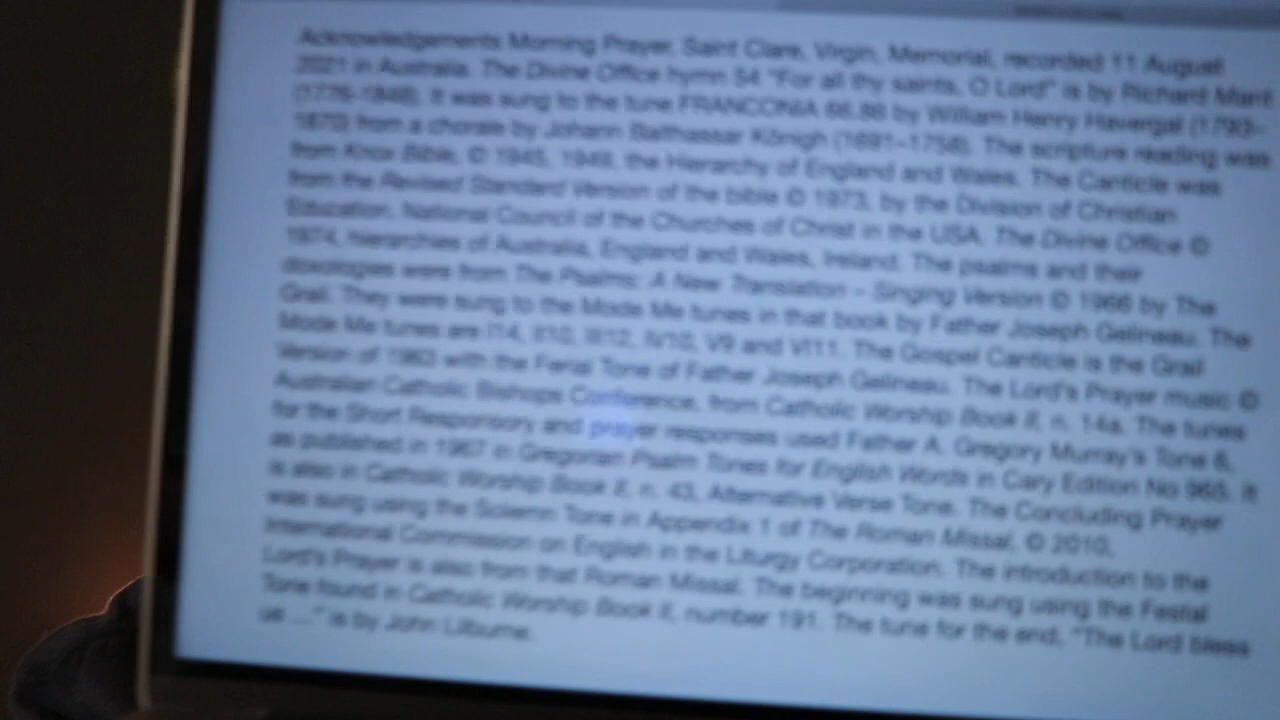 Acknowledgements Morning Prayer, Saint Clare, Virgin, Memorial, recorded 11 August
2021 in Australia. The Divine Office hymn 54 "For all thy saints, O Lord" is by Richard Mant
(1776-1848). It was sung to the tune FRANCONIA 66.86 by William Henry Havergal (1793–
1870) from a chorale by Johann Balthassar Königh (1691–1758). The scripture reading was
from Knox Bible, © 1945, 1949, the Hierarchy of England and Wales. The Canticle was
from the Revised Standard Version of the bible © 1973, by the Division of Christian
Education, National Council of the Churches of Christ in the USA. The Divine Office ©
1974, hierarchies of Australia, England and Wales, Ireland. The psalms and their
doxologies were from The Psalms: A New Translation – Singing Version © 1966 by The
Grail. They were sung to the Mode Me tunes in that book by Father Joseph Gelineau. The
Mode Me tunes are I14, II10, III12, IV10, V9 and VI11. The Gospel Canticle is the Grail
Version of 1963 with the Ferial Tone of Father Joseph Gelineau. The Lord's Prayer music ©
Australian Catholic Bishops Conference, from Catholic Worship Book II, n. 14a. The tunes
for the Short Responsory and prayer responses used Father A. Gregory Murray's Tone 6,
as published in 1967 in Gregorian Psalm Tones for English Words in Cary Edition No 965. It
is also in Catholic Worship Book II, n. 43, Alternative Verse Tone. The Concluding Prayer
was sung using the Solemn Tone in Appendix 1 of The Roman Missal, © 2010,
International Commission on English in the Liturgy Corporation. The introduction to the
Lord's Prayer is also from that Roman Missal. The beginning was sung using the Festal
Tone found in Catholic Worship Book II, number 191. The tune for the end, "The Lord bless
us ...." is by John Lilburne.